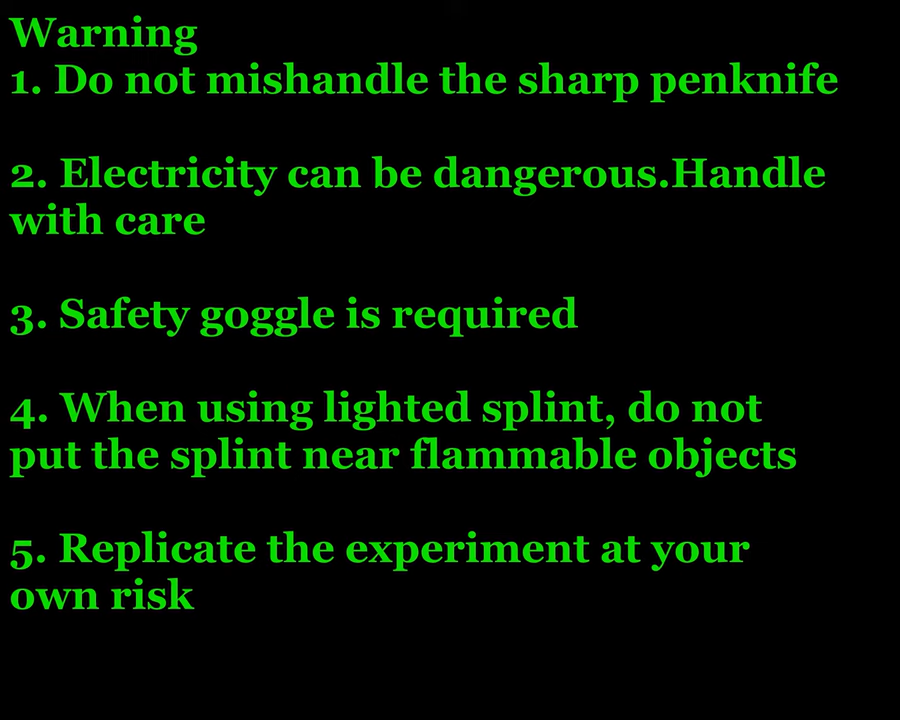 Warning
1. Do not mishandle the sharp penknife
2. Electricity can be dangerous.Handle
with care
3. Safety goggle is required
4. When using lighted splint, do not
put the splint near flammable objects
5. Replicate the experiment at your
own risk